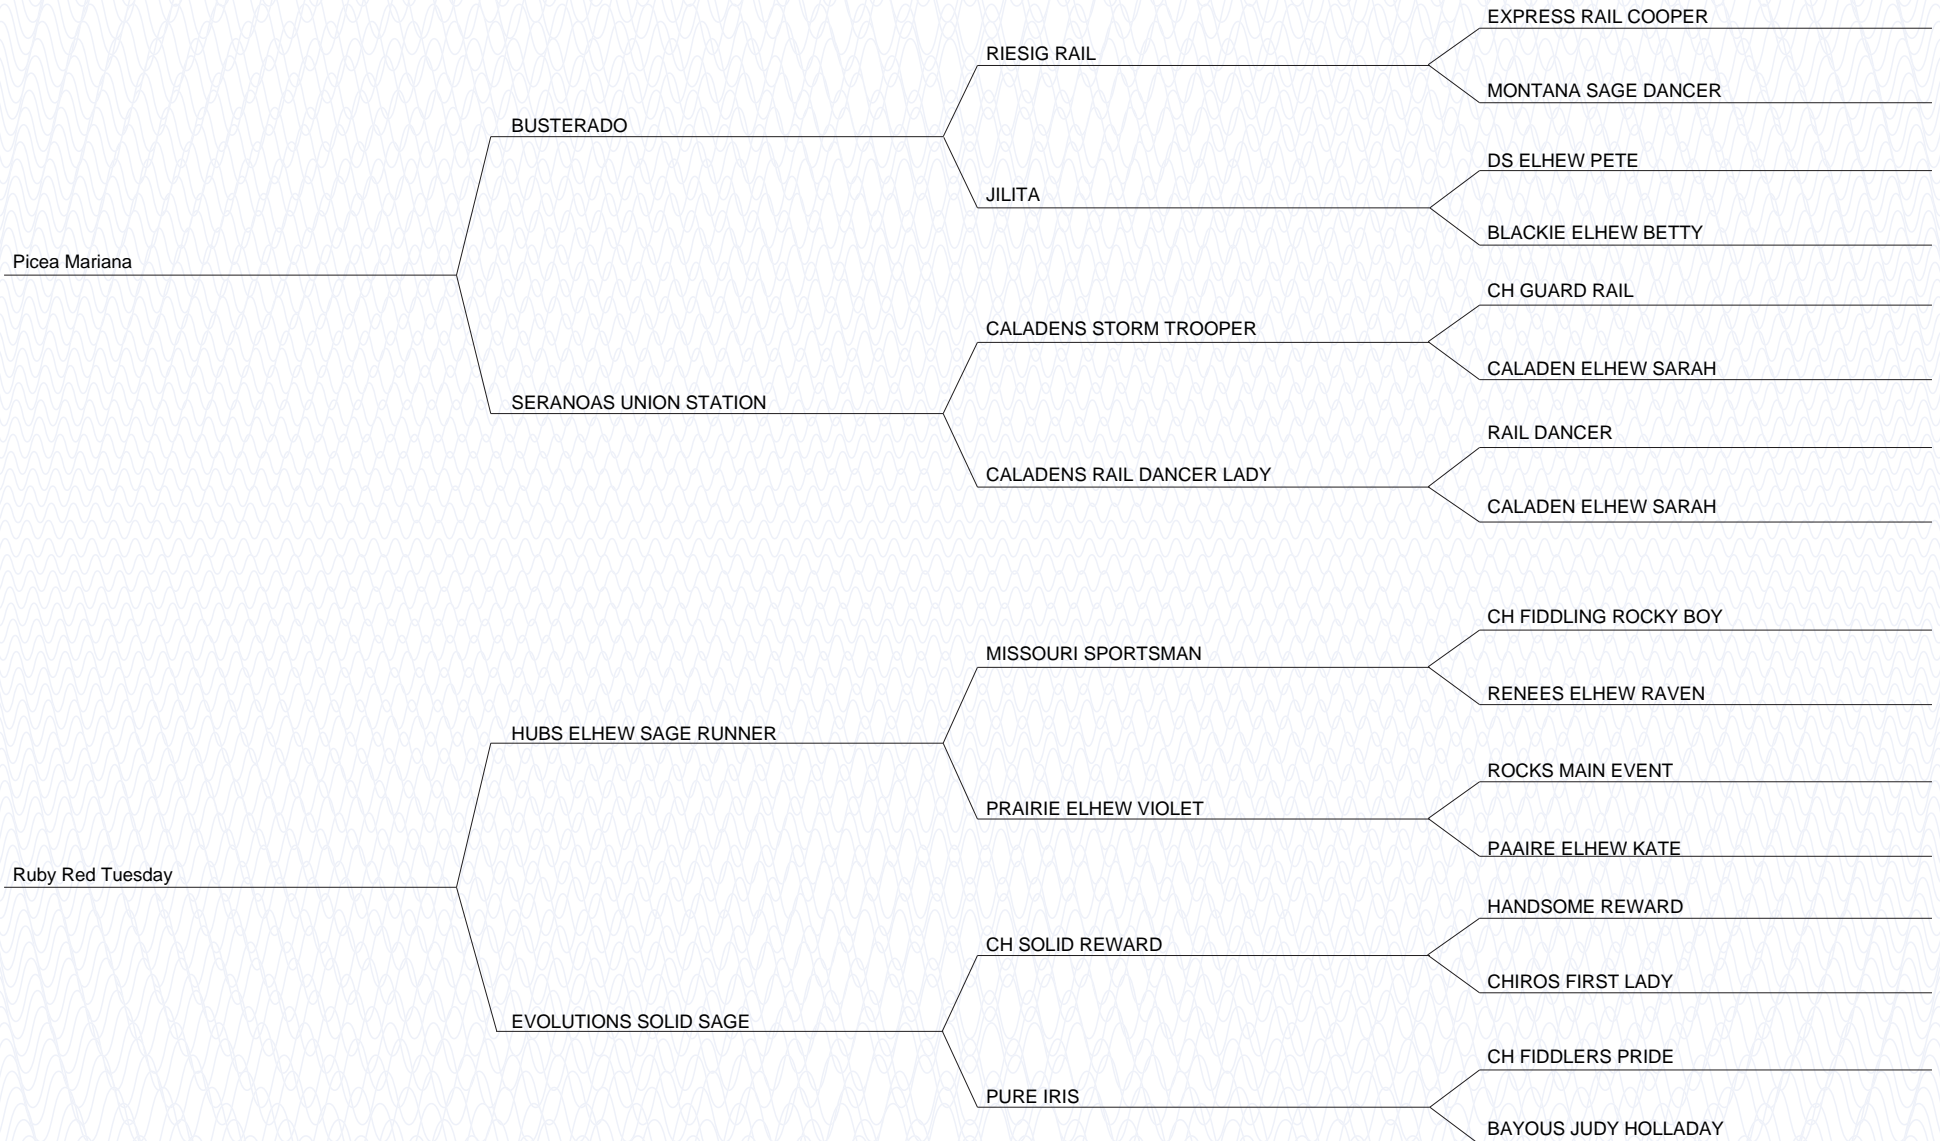 EXPRESS RAIL COOPER
RIESIG RAIL
MONTANA SAGE DANCER
BUSTERADO
DS ELHEW PETE
JILITA
BLACKIE ELHEW BETTY
Picea Mariana
CH GUARD RAIL
CALADENS STORM TROOPER
CALADEN ELHEW SARAH
SERANOAS UNION STATION
RAIL DANCER
CALADENS RAIL DANCER LADY
CALADEN ELHEW SARAH
CH FIDDLING ROCKY BOY
MISSOURI SPORTSMAN
RENEES ELHEW RAVEN
HUBS ELHEW SAGE RUNNER
ROCKS MAIN EVENT
PRAIRIE ELHEW VIOLET
PAAIRE ELHEW KATE
Ruby Red Tuesday
HANDSOME REWARD
CH SOLID REWARD
CHIROS FIRST LADY
EVOLUTIONS SOLID SAGE
CH FIDDLERS PRIDE
PURE IRIS
BAYOUS JUDY HOLLADAY